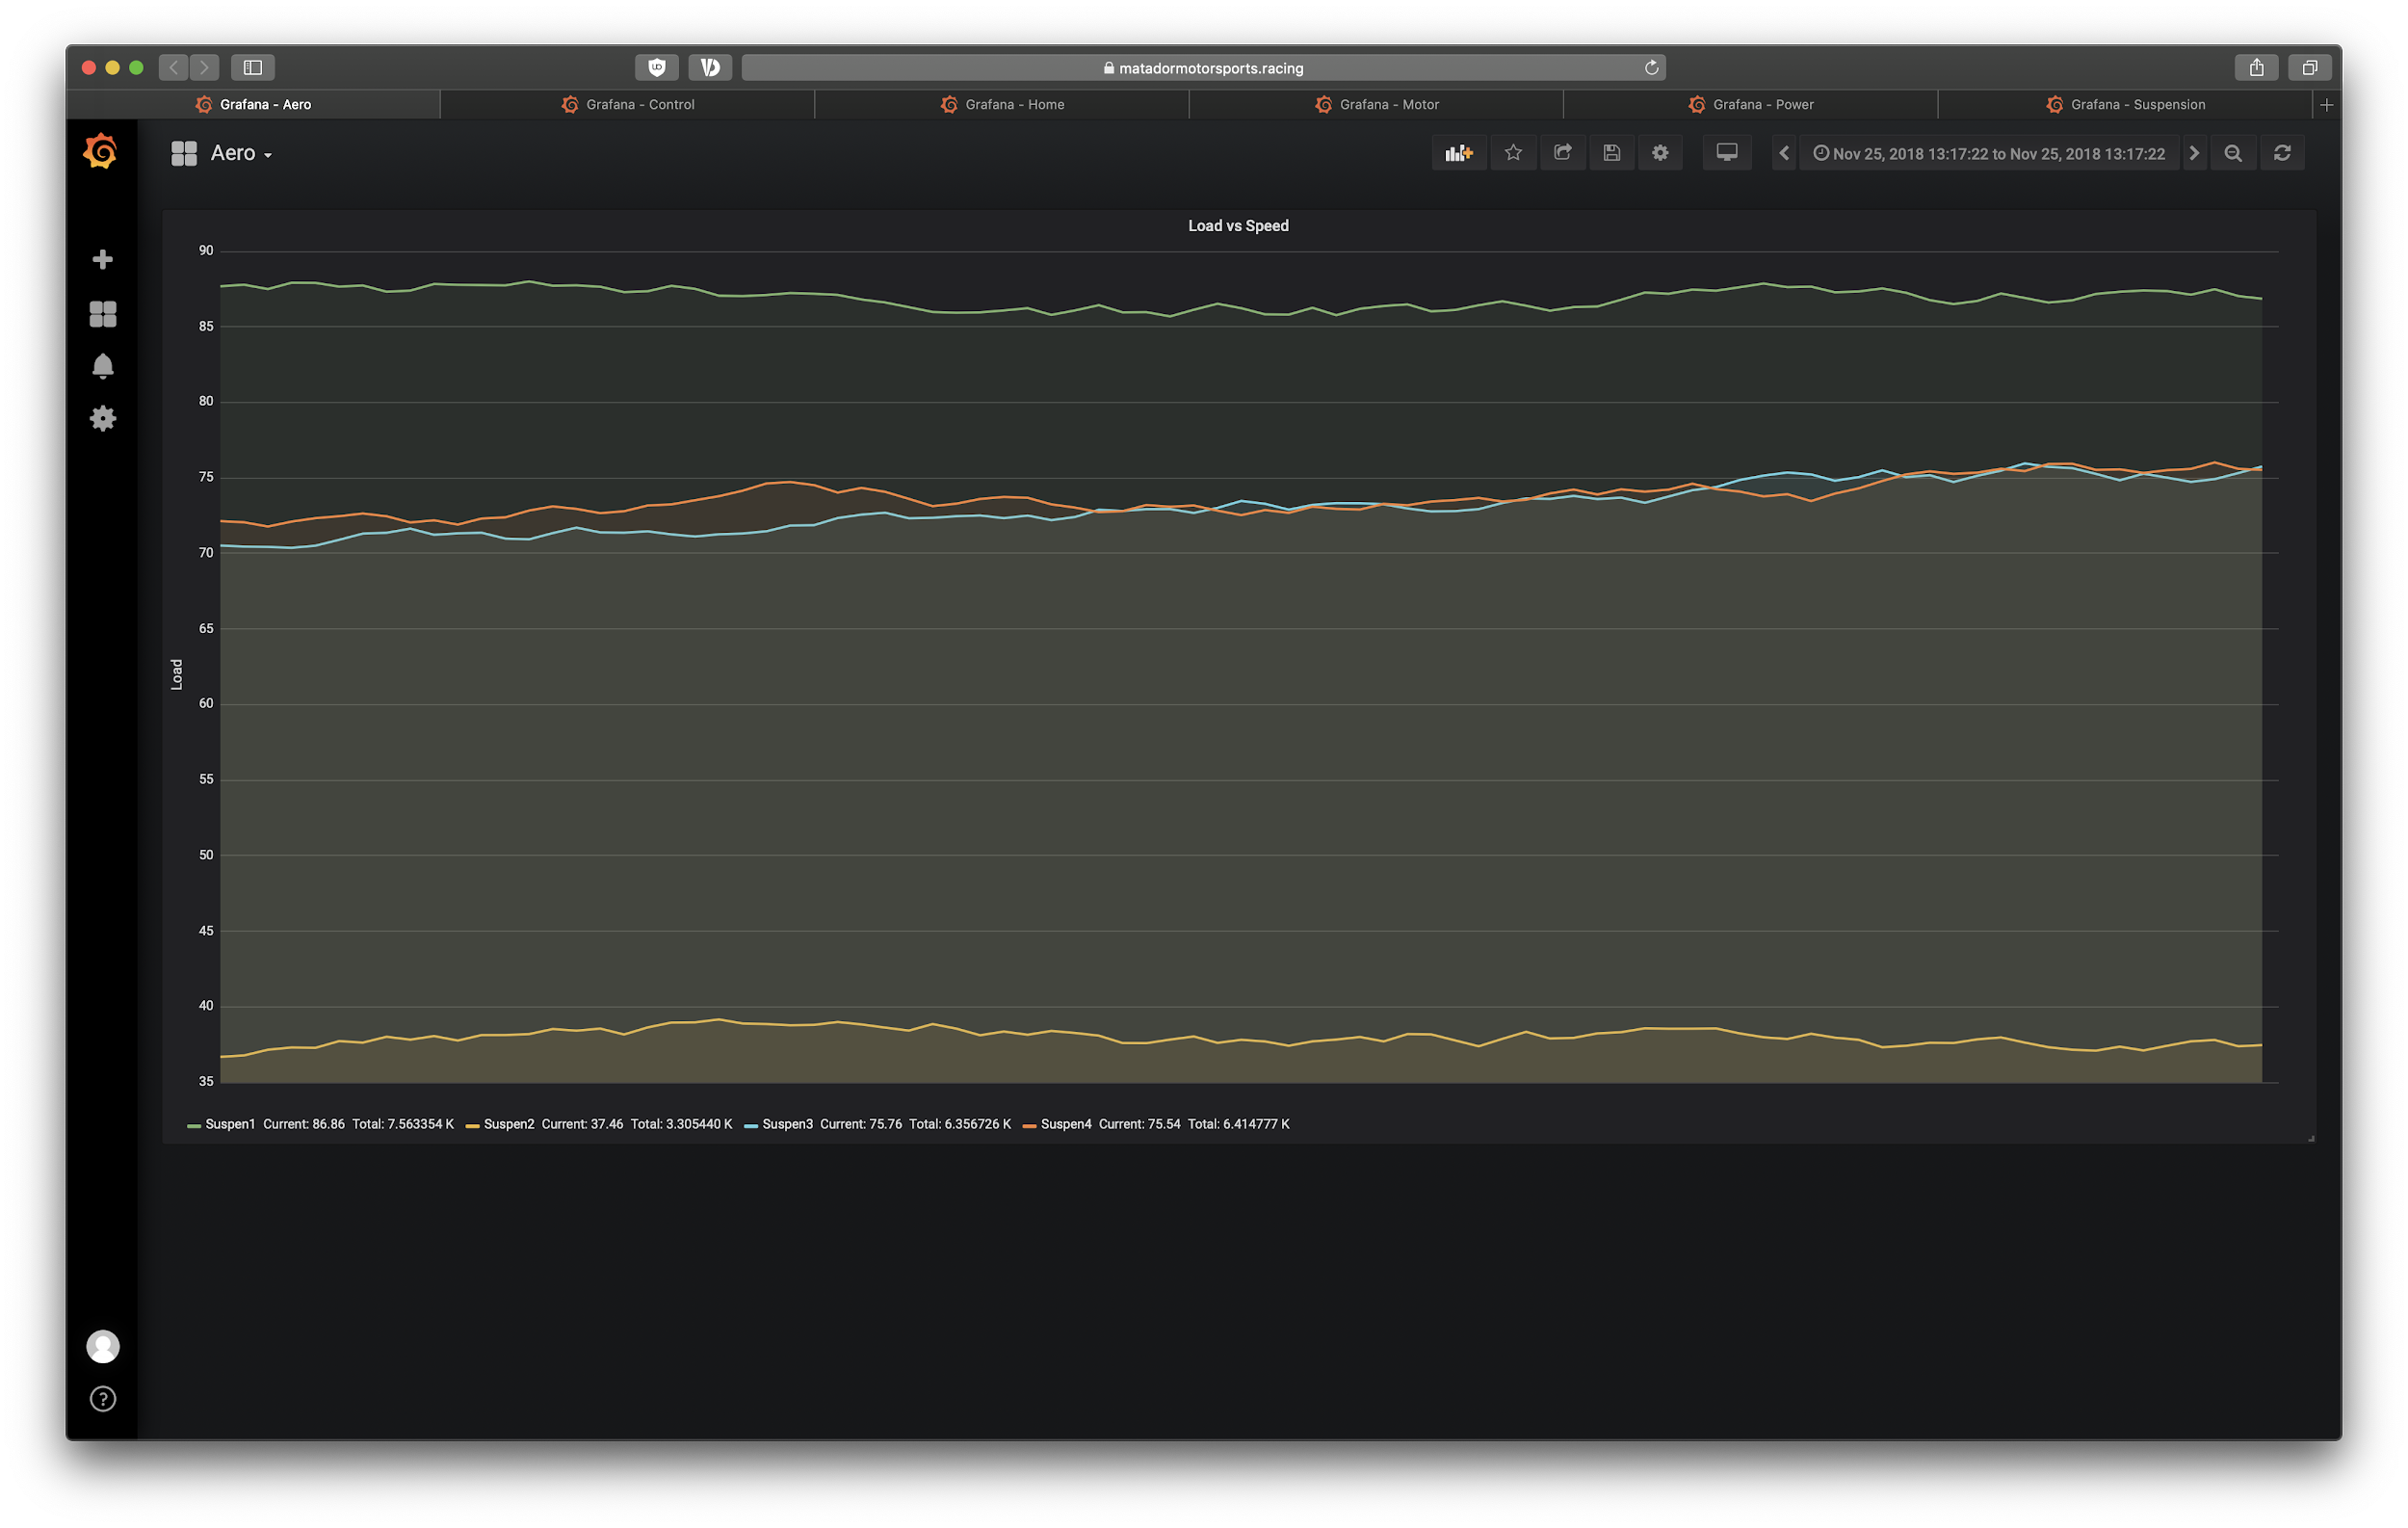 matadormotorsports.racing
Grafana - Aero
Grafana - Control
Grafana - Home
Grafana - Motor
Grafana - Power
Grafana - Suspension
Aero
Nov 25, 2018 13:17:22 to Nov 25, 2018 13:17:22
Load vs Speed
90
85
80
75
70
65
60
55
50
45
40
35
Load
Suspen1 Current: 86.86 Total: 7.563354 K Suspen2 Current: 37.46 Total: 3.305440 K Suspen3 Current: 75.76 Total: 6.356726 K Suspen4 Current: 75.54 Total: 6.414777 K